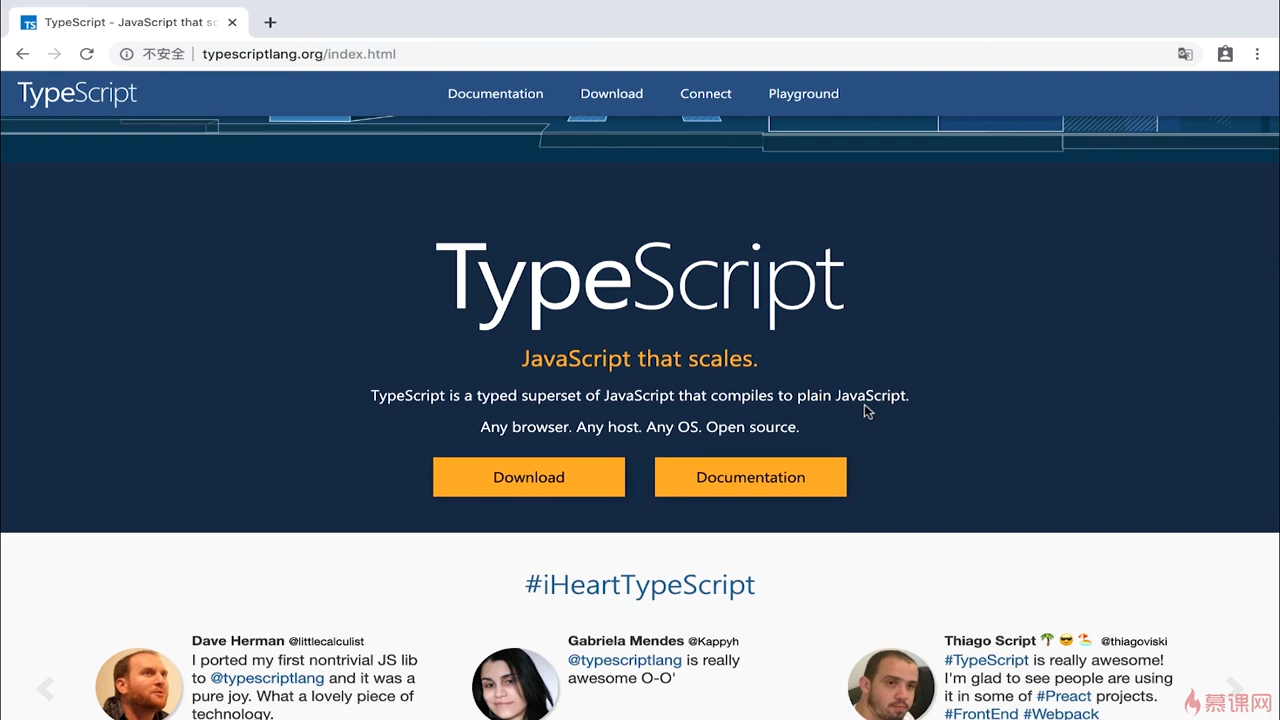 TypeScript - JavaScript that sc
不安全
typescriptlang.org/index.html
TypeScript
Documentation
Download
Connect
Playground
TypeScript
JavaScript that scales.
TypeScript is a typed superset of JavaScript that compiles to plain JavaScript.
Any browser. Any host. Any OS. Open source.
Download
Documentation
#iHeartTypeScript
Dave Herman @littlecalculist
I ported my first nontrivial JS lib
to @typescriptlang and it was a
pure joy. What a lovely piece of
technology.
Gabriela Mendes @Kappyh
@typescriptlang is really
awesome O-O'
Thiago Script 🌴 😎 🏖 @thiagoviski
#TypeScript is really awesome!
I'm glad to see people are using
it in some of #Preact projects.
#FrontEnd #Webpack
慕课网